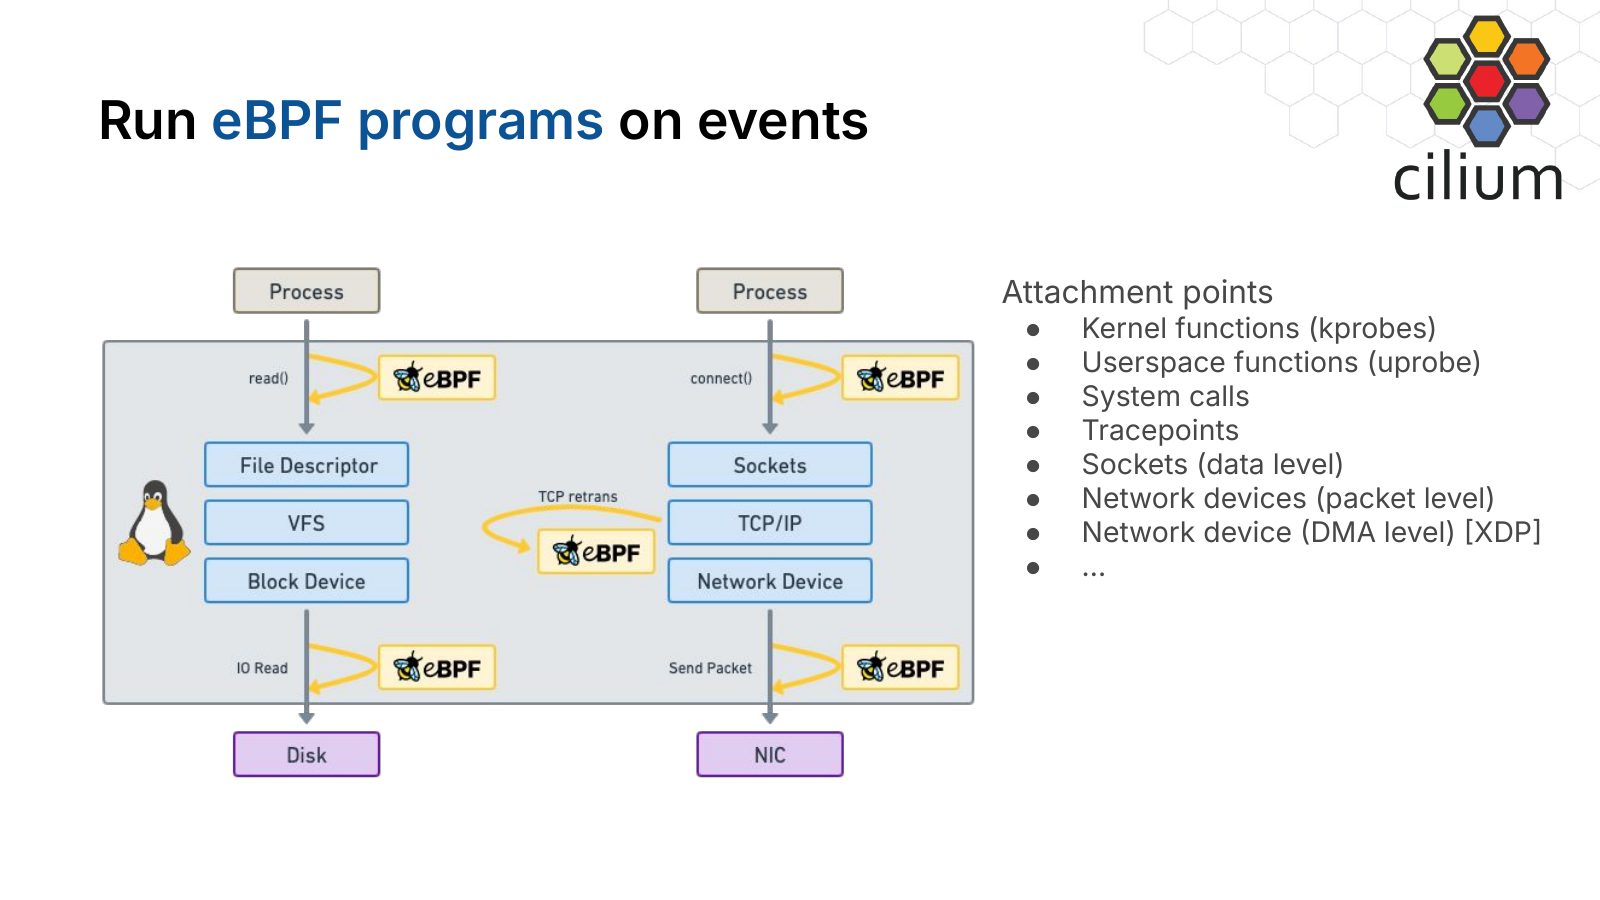 Run eBPF programs on events
cilium
Process
read()
eBPF
File Descriptor
VFS
Block Device
IO Read
eBPF
Disk
Process
connect()
eBPF
Sockets
TCP retrans
TCP/IP
eBPF
Network Device
Send Packet
eBPF
NIC
Attachment points
● Kernel functions (kprobes)
● Userspace functions (uprobe)
● System calls
● Tracepoints
● Sockets (data level)
● Network devices (packet level)
● Network device (DMA level) [XDP]
● ...